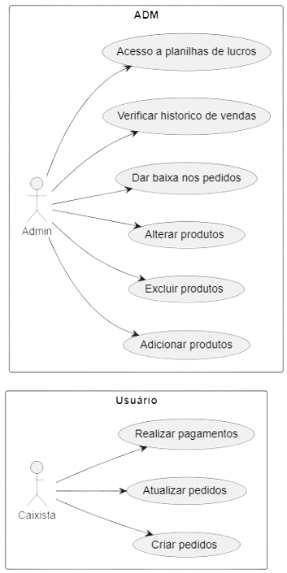 ADM
Acesso a planilhas de lucros
Verificar historico de vendas
Dar baixa nos pedidos
Admin
Alterar produtos
Excluir produtos
Adicionar produtos
Usuário
Realizar pagamentos
Atualizar pedidos
Caixista
Criar pedidos